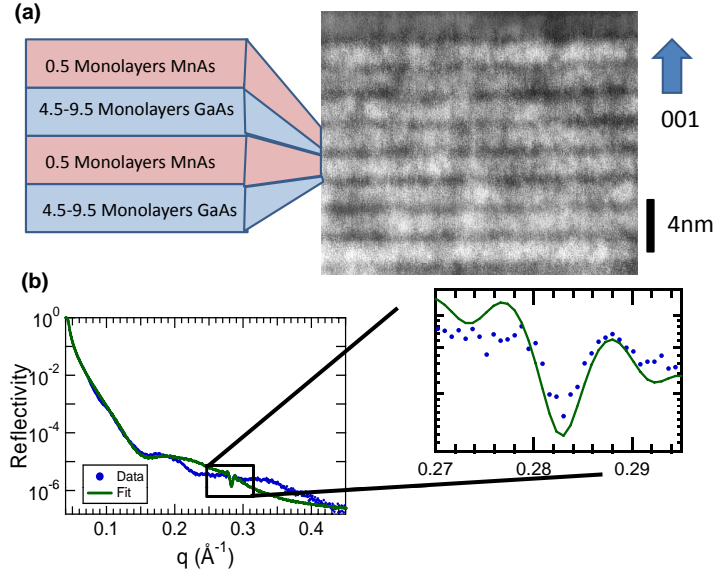 (a)
0.5 Monolayers MnAs
4.5-9.5 Monolayers GaAs
0.5 Monolayers MnAs
4.5-9.5 Monolayers GaAs
001
4nm
(b)
Reflectivity
10⁰
10⁻²
10⁻⁴
10⁻⁶
Data
Fit
0.1 0.2 0.3 0.4
q (Å⁻¹)
0.27 0.28 0.29